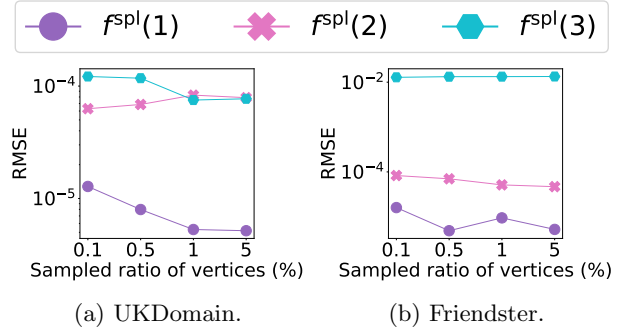 f^spl(1) f^spl(2) f^spl(3)
RMSE
10^−4
10^−5
0.1 0.5 1 5
Sampled ratio of vertices (%)
(a) UKDomain.
RMSE
10^−2
10^−4
0.1 0.5 1 5
Sampled ratio of vertices (%)
(b) Friendster.